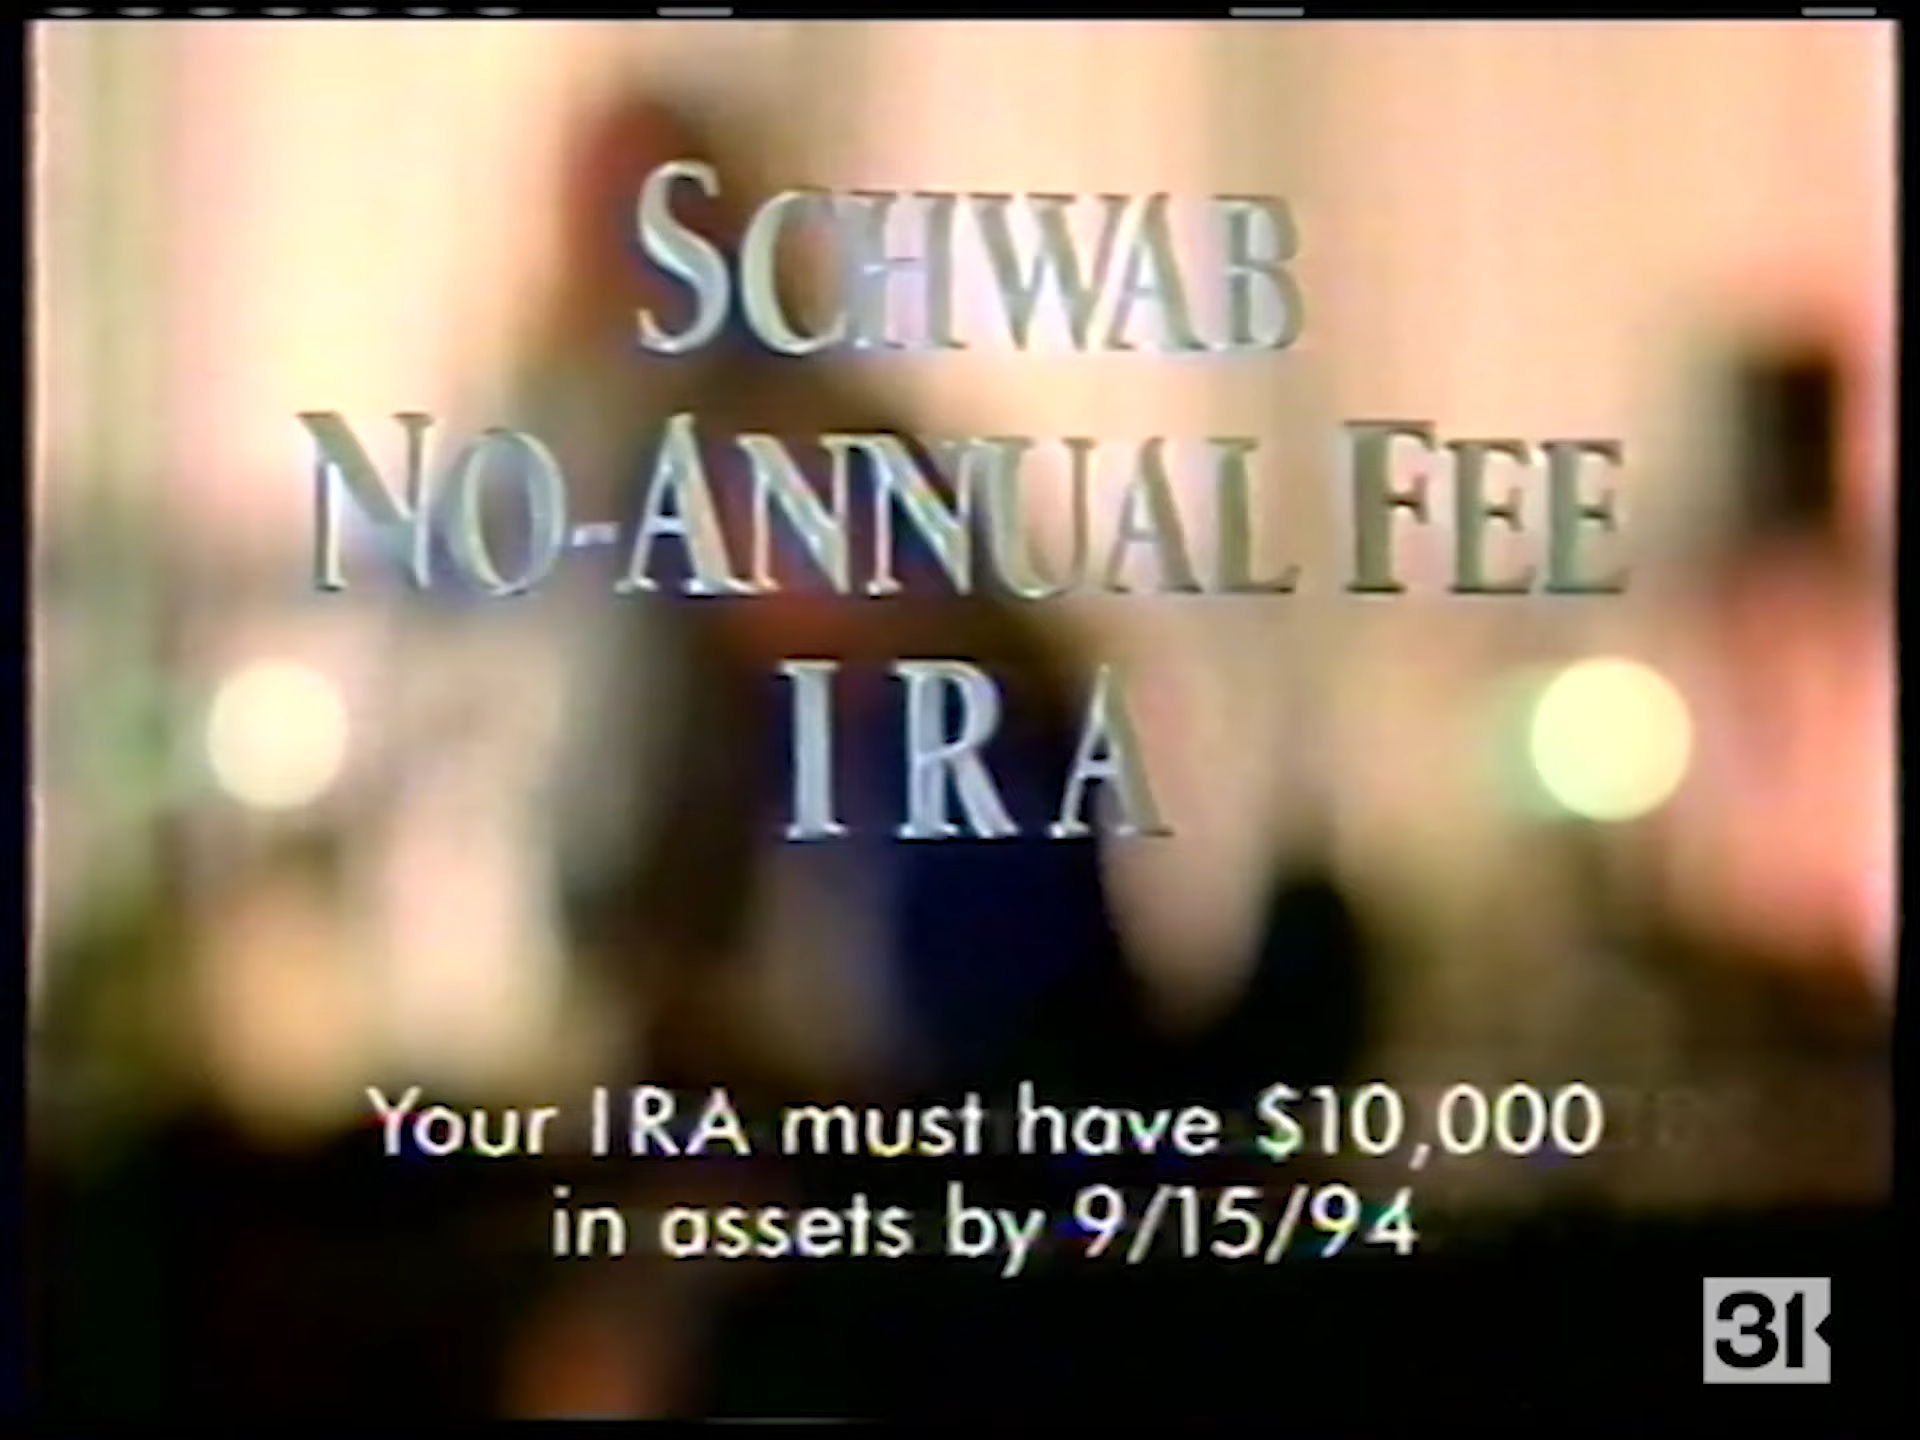 SCHWAB
NO-ANNUAL FEE
IRA
Your IRA must have $10,000
in assets by 9/15/94
31